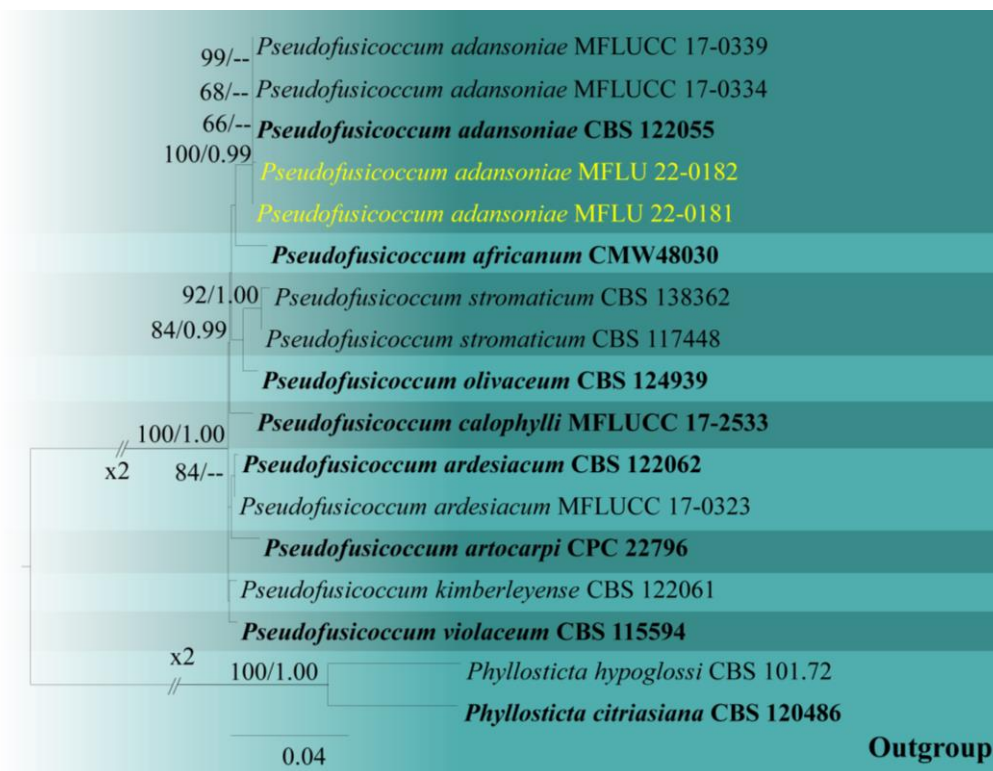 99/-- Pseudofusicoccum adansoniae MFLUCC 17-0339
68/-- Pseudofusicoccum adansoniae MFLUCC 17-0334
66/-- Pseudofusicoccum adansoniae CBS 122055
100/0.99
Pseudofusicoccum adansoniae MFLU 22-0182
Pseudofusicoccum adansoniae MFLU 22-0181
Pseudofusicoccum africanum CMW48030
92/1.00 Pseudofusicoccum stromaticum CBS 138362
84/0.99 Pseudofusicoccum stromaticum CBS 117448
Pseudofusicoccum olivaceum CBS 124939
Pseudofusicoccum calophylli MFLUCC 17-2533
100/1.00
x2 84/-- Pseudofusicoccum ardesiacum CBS 122062
Pseudofusicoccum ardesiacum MFLUCC 17-0323
Pseudofusicoccum artocarpi CPC 22796
Pseudofusicoccum kimberleyense CBS 122061
Pseudofusicoccum violaceum CBS 115594
x2
100/1.00 Phyllosticta hypoglossi CBS 101.72
Phyllosticta citriasiana CBS 120486
0.04
Outgroup